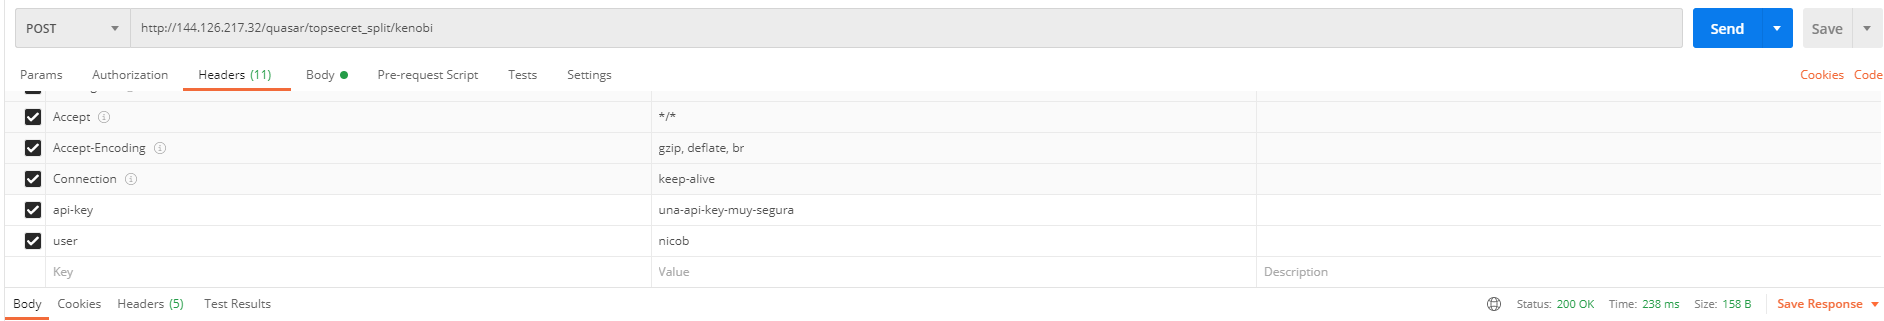 POST http://144.126.217.32/quasar/topsecret_split/kenobi Send Save
Params Authorization Headers (11) Body Pre-request Script Tests Settings Cookies Code
Accept */*
Accept-Encoding gzip, deflate, br
Connection keep-alive
api-key una-api-key-muy-segura
user nicob
Key Value Description
Body Cookies Headers (5) Test Results Status: 200 OK Time: 238 ms Size: 158 B Save Response